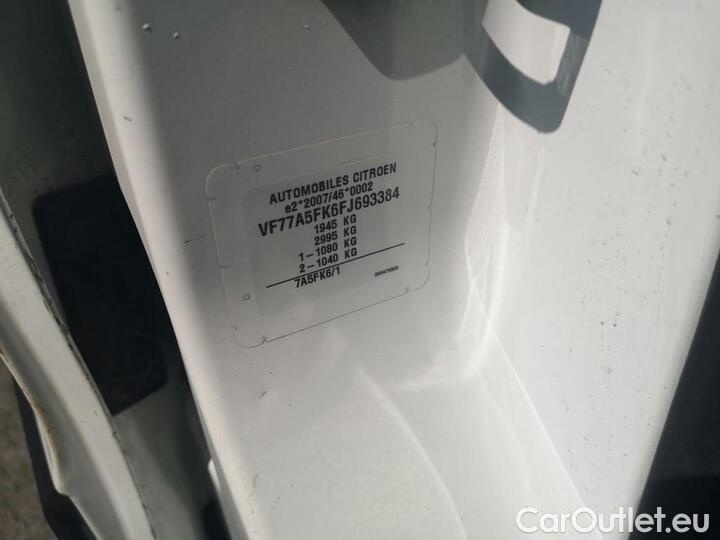 AUTOMOBILES CITROEN
e2*2007/46*0002
VF77A5FK6FJ693384
1945 KG
2995 KG
1-1080 KG
2-1040 KG
7A5FK6/1
CarOutlet.eu